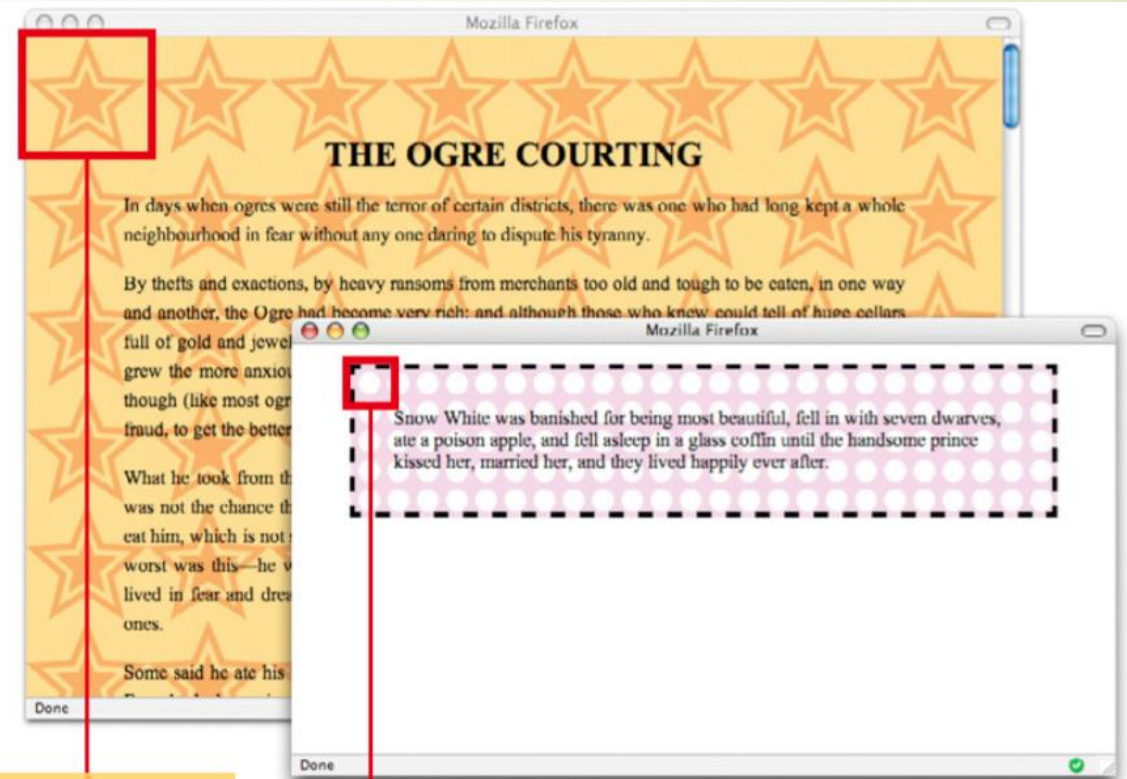 Mozilla Firefox
THE OGRE COURTING
In days when ogres were still the terror of certain districts, there was one who had long kept a whole
neighbourhood in fear without any one daring to dispute his tyranny.
By thefts and exactions, by heavy ransoms from merchants too old and tough to be eaten, in one way
and another, the Ogre had become very rich; and although those who knew could tell of huge cellars
full of gold and
grew the more
though (like most
fraud, to get the better
What he took from
was not the chance
eat him, which is not
worst was this—he
lived in fear and
ones.
Some said he ate his
Done
Mozilla Firefox
Snow White was banished for being most beautiful, fell in with seven dwarves,
ate a poison apple, and fell asleep in a glass coffin until the handsome prince
kissed her, married her, and they lived happily ever after.
Done